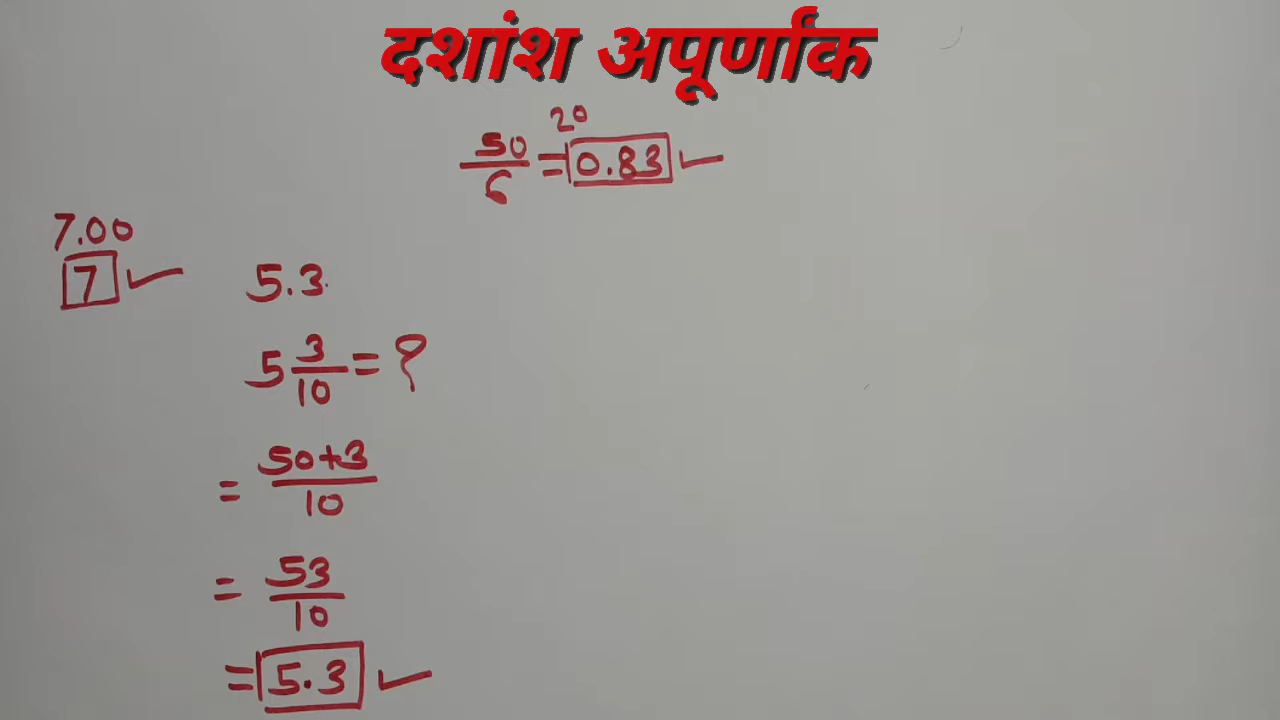 दशांश अपूर्णांक
20
50/6 = 0.83 ✓
7.00
7 ✓
5.3
5 3/10 = ?
= 50+3/10
= 53/10
= 5.3 ✓